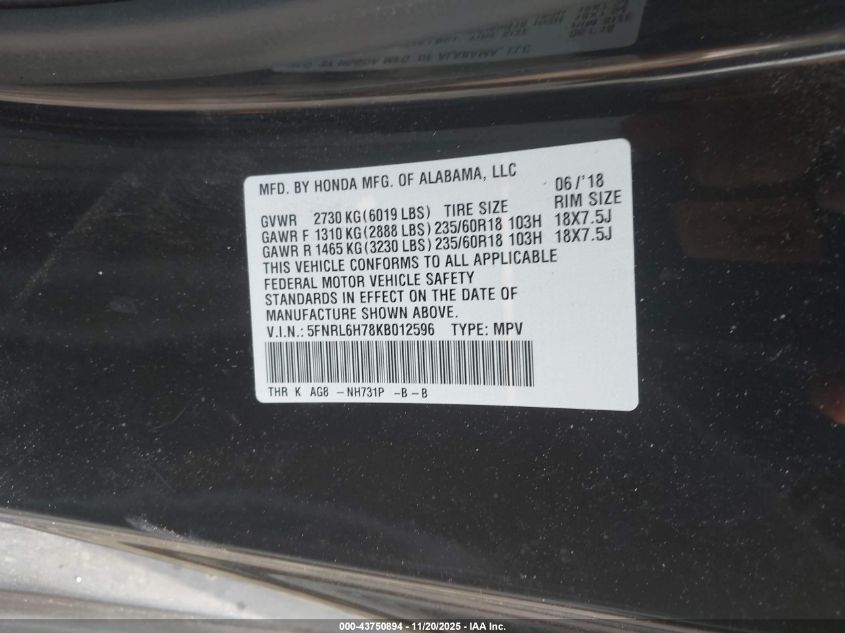 MFD. BY HONDA MFG. OF ALABAMA, LLC 06/'18
GVWR 2730 KG(6019 LBS) TIRE SIZE RIM SIZE
GAWR F 1310 KG(2888 LBS) 235/60R18 103H 18X7.5J
GAWR R 1465 KG(3230 LBS) 235/60R18 103H 18X7.5J
THIS VEHICLE CONFORMS TO ALL APPLICABLE
FEDERAL MOTOR VEHICLE SAFETY
STANDARDS IN EFFECT ON THE DATE OF
MANUFACTURE SHOWN ABOVE.
V.I.N.: 5FNRL6H78KB012596 TYPE: MPV
THR K AG8 -NH731P -B-B
000-43750894 - 11/20/2025 - IAA Inc.